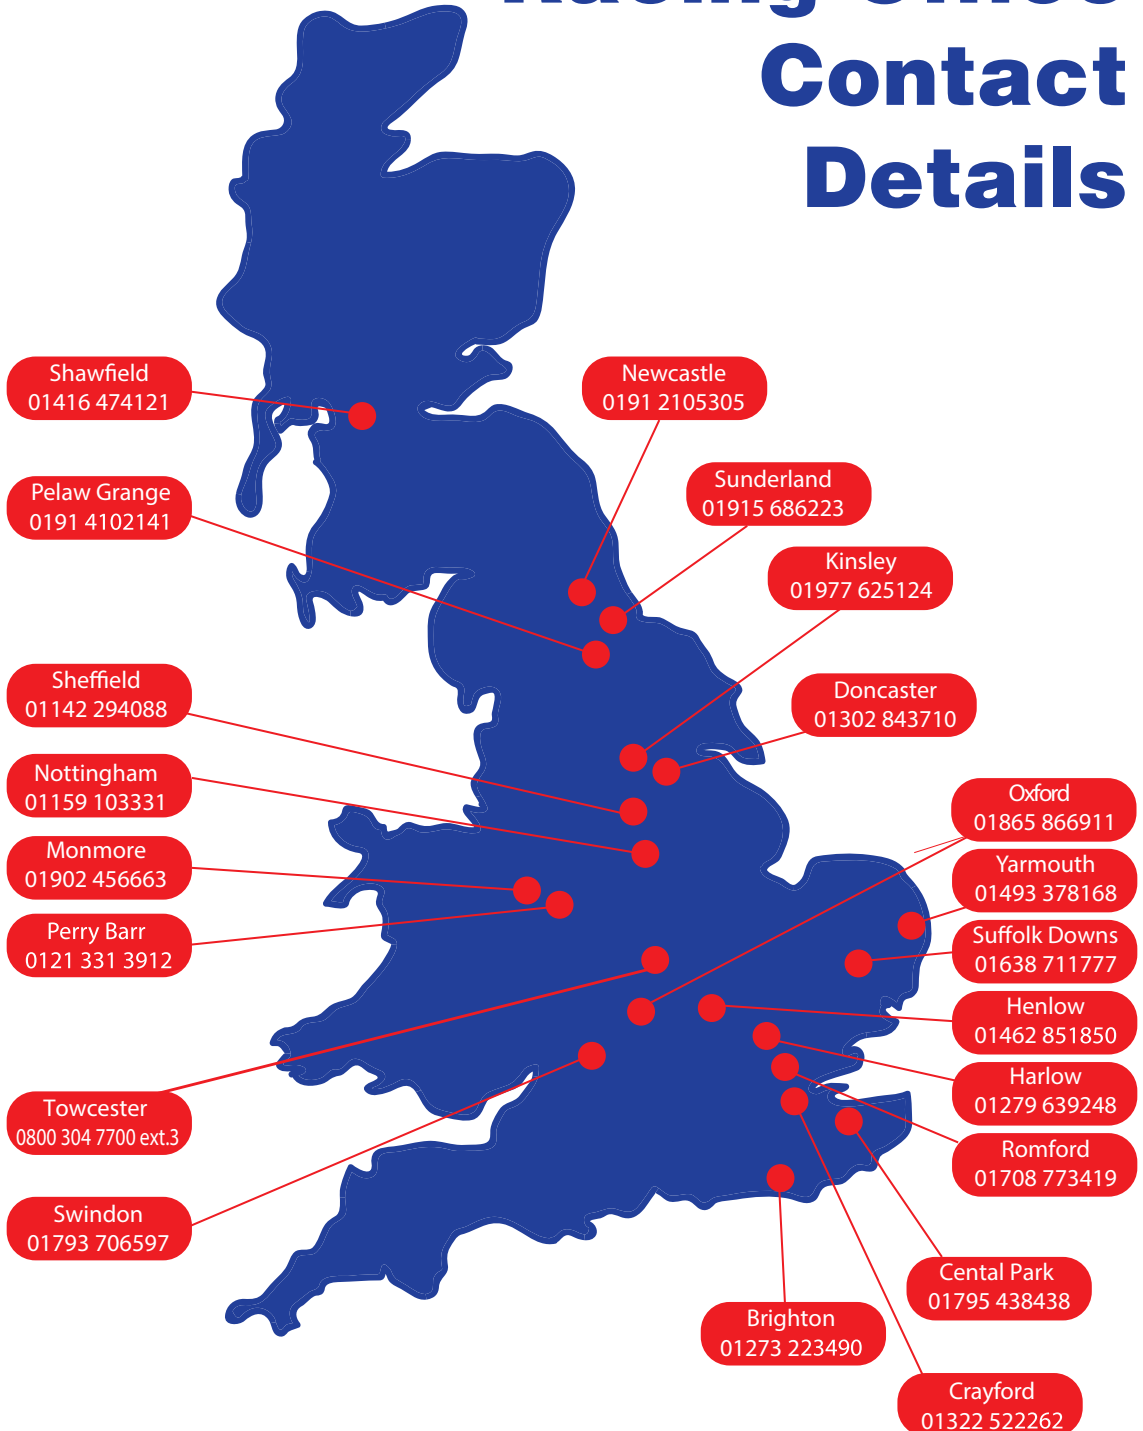 Racing Office
Contact
Details
Shawfield
01416 474121
Newcastle
0191 2105305
Pelaw Grange
0191 4102141
Sunderland
01915 686223
Kinsley
01977 625124
Sheffield
01142 294088
Doncaster
01302 843710
Nottingham
01159 103331
Oxford
01865 866911
Monmore
01902 456663
Yarmouth
01493 378168
Perry Barr
0121 331 3912
Suffolk Downs
01638 711777
Henlow
01462 851850
Harlow
01279 639248
Towcester
0800 304 7700 ext.3
Romford
01708 773419
Swindon
01793 706597
Cental Park
01795 438438
Brighton
01273 223490
Crayford
01322 522262